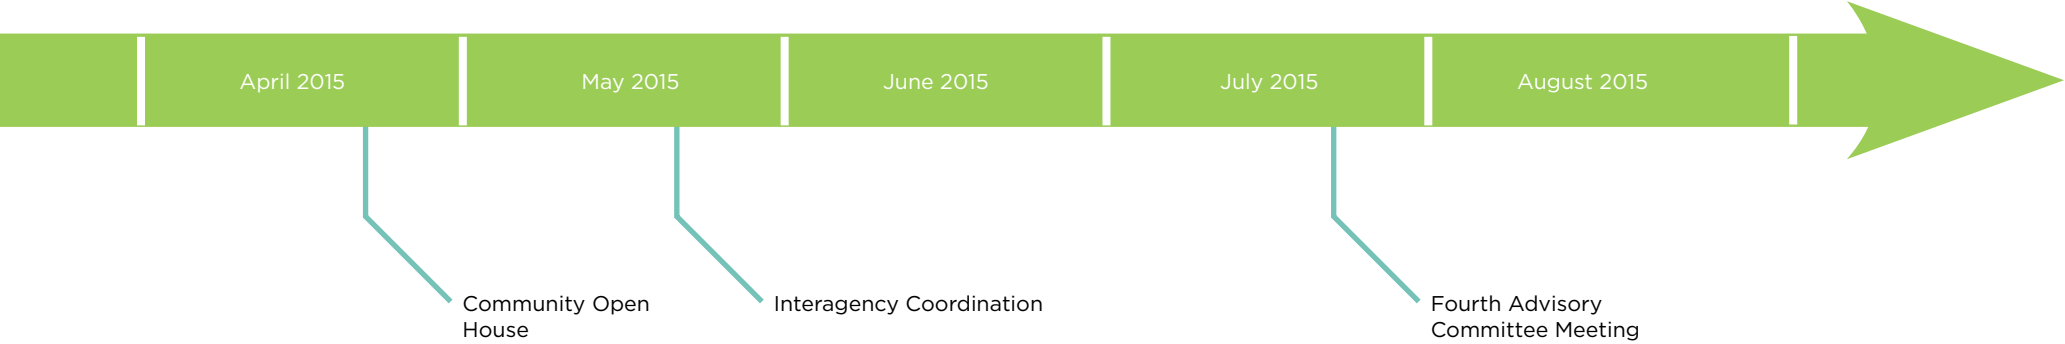 April 2015
May 2015
June 2015
July 2015
August 2015
Community Open
House
Interagency Coordination
Fourth Advisory
Committee Meeting